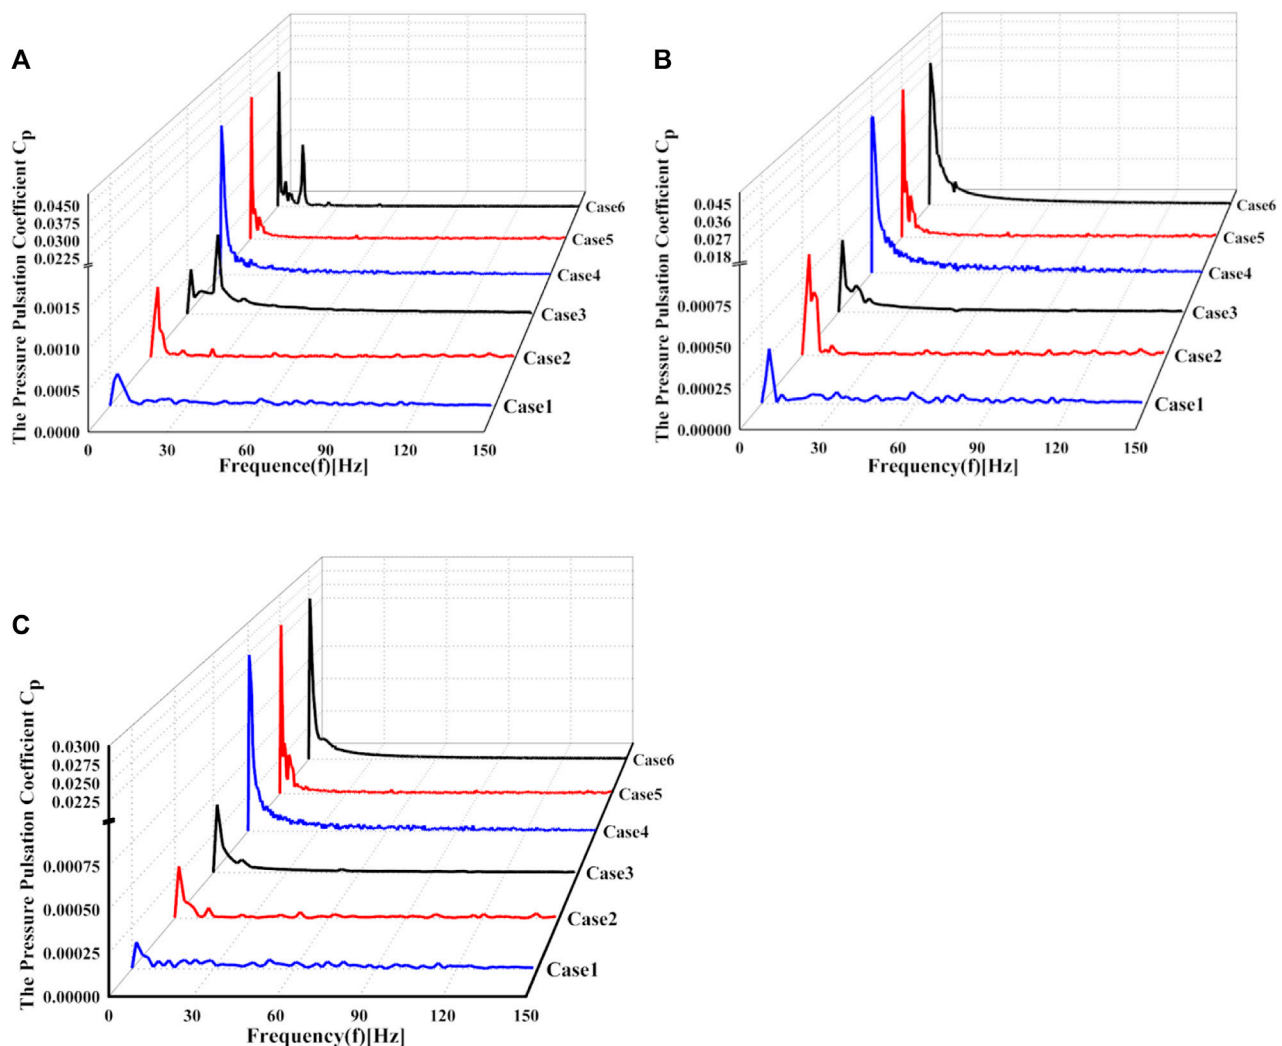 A
The Pressure Pulsation Coefficient Cp
0.0450
0.0375
0.0300
0.0225
0.0015
0.0010
0.0005
0.0000
0
30
60
90
120
150
Frequence(f)[Hz]
Case6
Case5
Case4
Case3
Case2
Case1
B
The Pressure Pulsation Coefficient Cp
0.045
0.036
0.027
0.018
0.00075
0.00050
0.00025
0.00000
0
30
60
90
120
150
Frequency(f)[Hz]
Case6
Case5
Case4
Case3
Case2
Case1
C
The Pressure Pulsation Coefficient Cp
0.0300
0.0275
0.0250
0.0225
0.00075
0.00050
0.00025
0.00000
0
30
60
90
120
150
Frequency(f)[Hz]
Case6
Case5
Case4
Case3
Case2
Case1